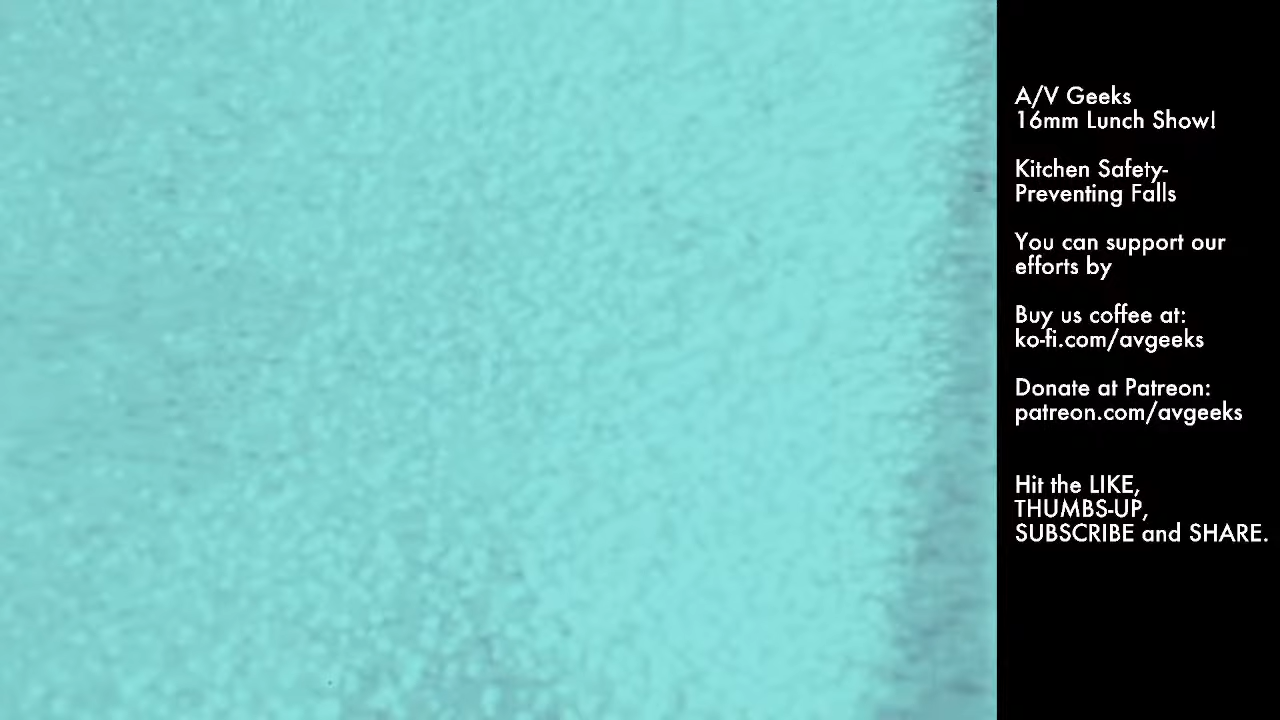 A/V Geeks
16mm Lunch Show!
Kitchen Safety-
Preventing Falls
You can support our
efforts by
Buy us coffee at:
ko-fi.com/avgeeks
Donate at Patreon:
patreon.com/avgeeks
Hit the LIKE,
THUMBS-UP,
SUBSCRIBE and SHARE.